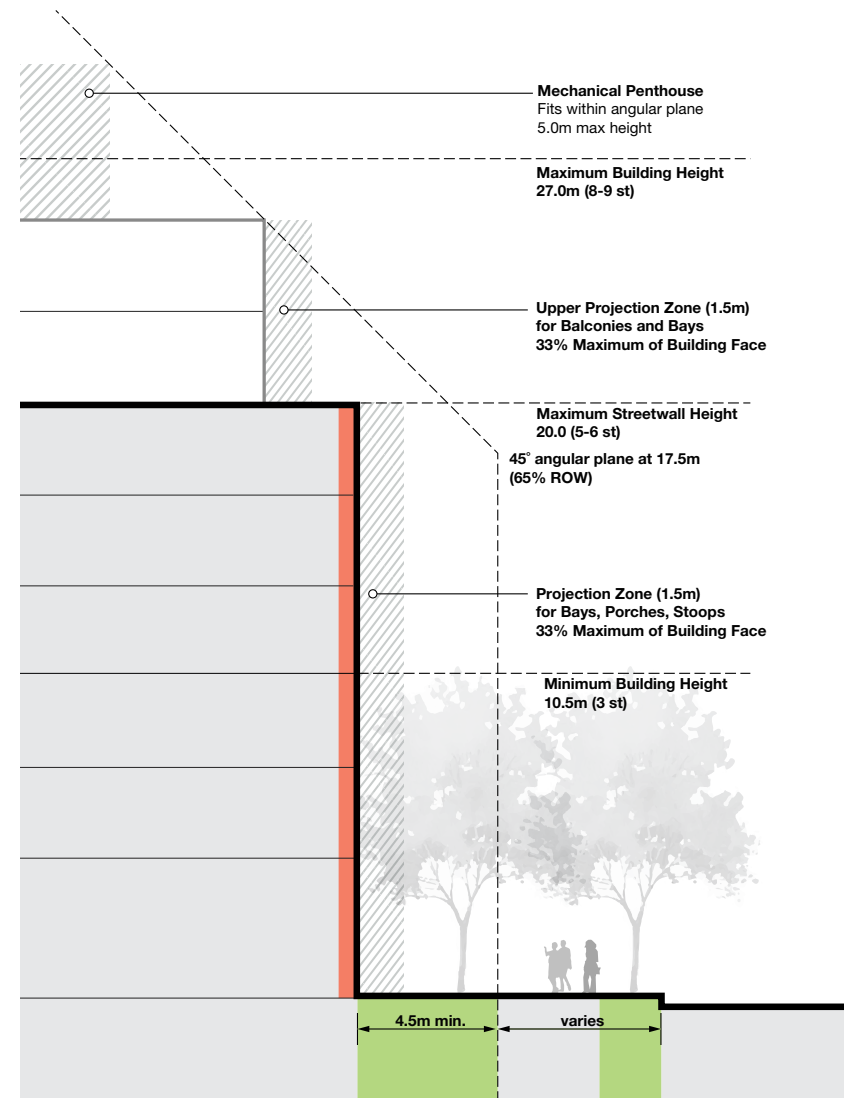 Mechanical Penthouse
Fits within angular plane
5.0m max height
Maximum Building Height
27.0m (8-9 st)
Upper Projection Zone (1.5m)
for Balconies and Bays
33% Maximum of Building Face
Maximum Streetwall Height
20.0 (5-6 st)
45° angular plane at 17.5m
(65% ROW)
Projection Zone (1.5m)
for Bays, Porches, Stoops
33% Maximum of Building Face
Minimum Building Height
10.5m (3 st)
4.5m min.
varies